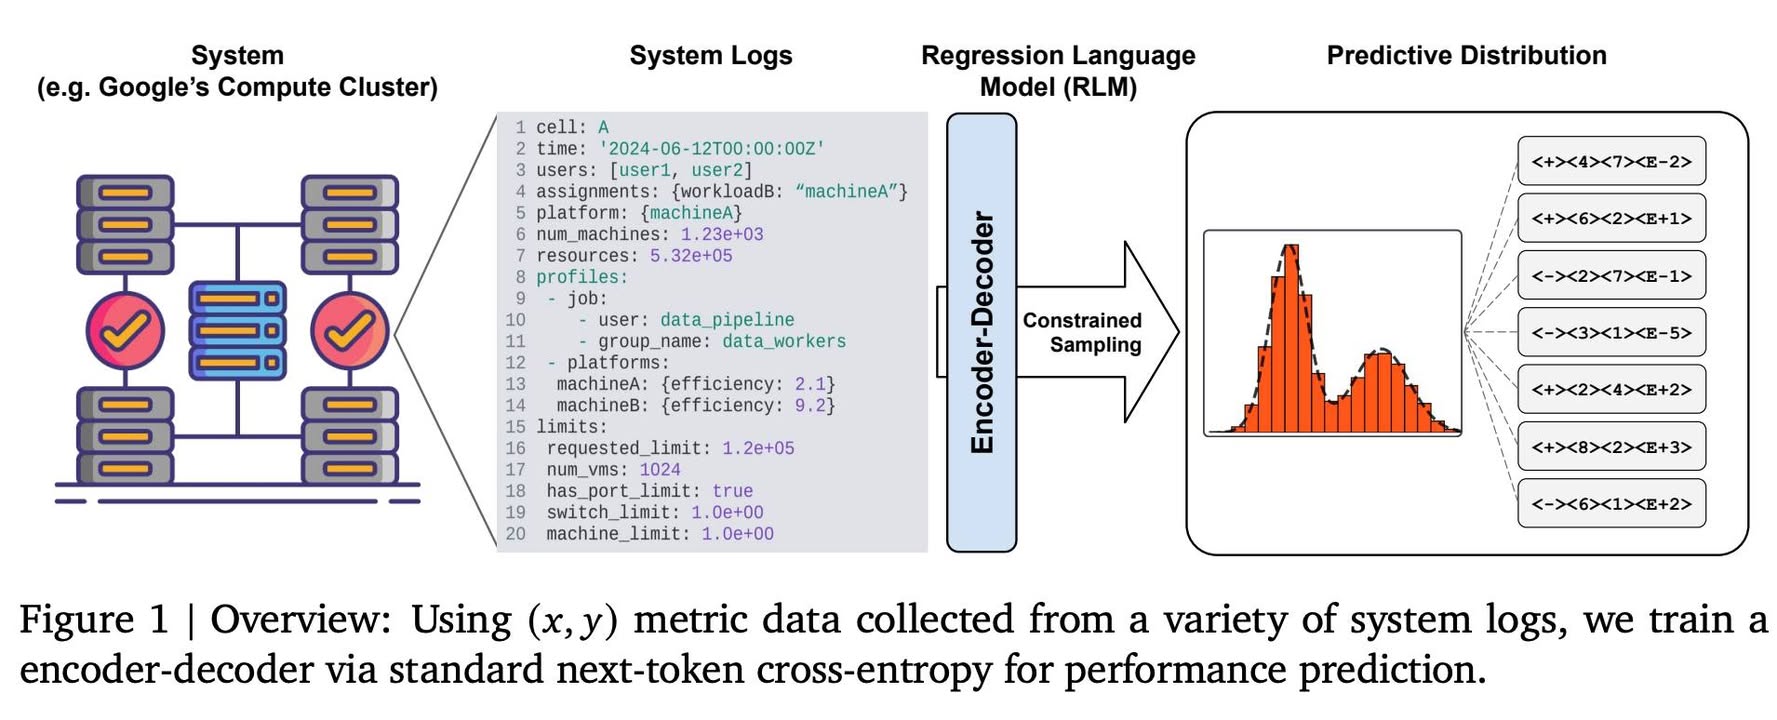 System
(e.g. Google's Compute Cluster)
System Logs
Regression Language
Model (RLM)
Predictive Distribution
1 cell: A
2 time: '2024-06-12T00:00:00Z'
3 users: [user1, user2]
4 assignments: {workloadB: “machineA”}
5 platform: {machineA}
6 num_machines: 1.23e+03
7 resources: 5.32e+05
8 profiles:
9 - job:
10 - user: data_pipeline
11 - group_name: data_workers
12 - platforms:
13 machineA: {efficiency: 2.1}
14 machineB: {efficiency: 9.2}
15 limits:
16 requested_limit: 1.2e+05
17 num_vms: 1024
18 has_port_limit: true
19 switch_limit: 1.0e+00
20 machine_limit: 1.0e+00
Encoder-Decoder
Constrained
Sampling
<+><4><7><E-2>
<+><6><2><E+1>
<-><2><7><E-1>
<-><3><1><E-5>
<+><2><4><E+2>
<+><8><2><E+3>
<-><6><1><E+2>
Figure 1 | Overview: Using (x, y) metric data collected from a variety of system logs, we train a
encoder-decoder via standard next-token cross-entropy for performance prediction.